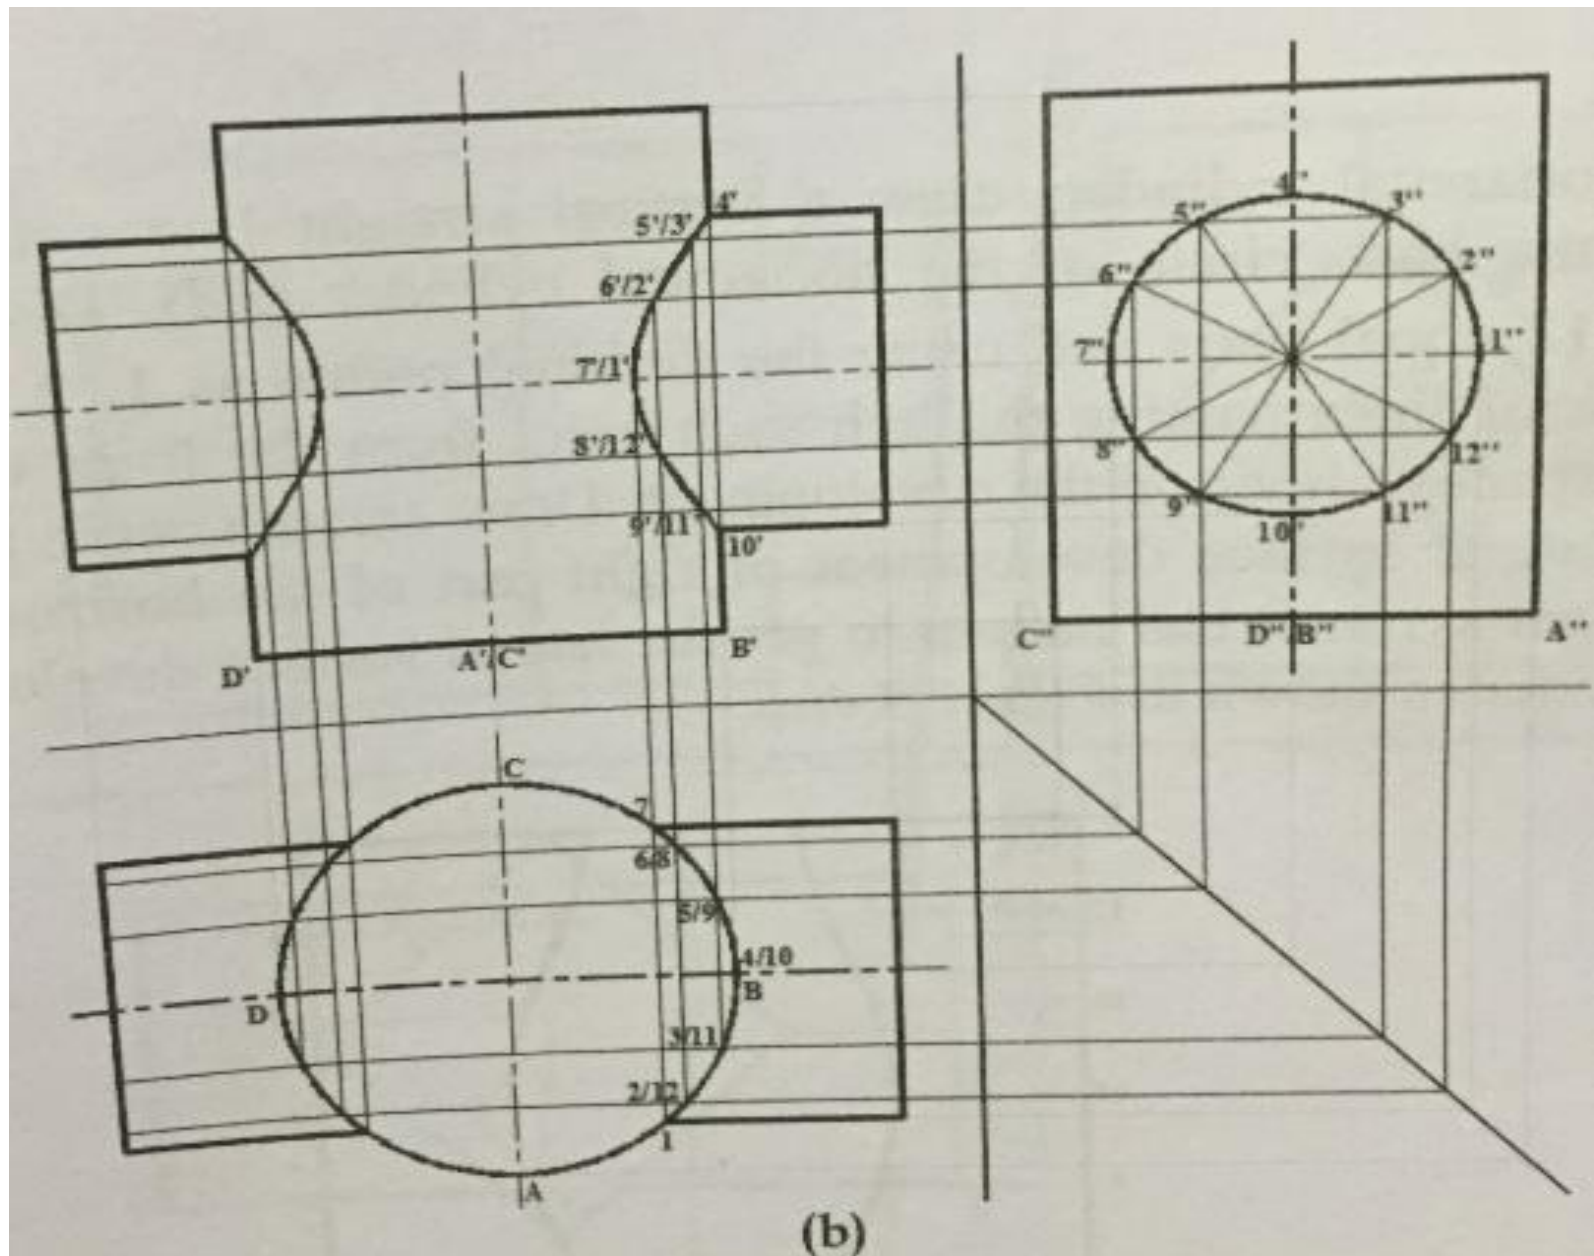 4'
5'/3'
6'/2'
7'/1'
8'/12'
9'/11'
10'
D'
A'/C'
B'
4"
5"
3"
6"
2"
7"
1"
8"
12"
9'
11"
10"
C"
D"/B"
A"
C
7
6/8
5/9
4/10
B
D
3/11
2/12
1
A
(b)